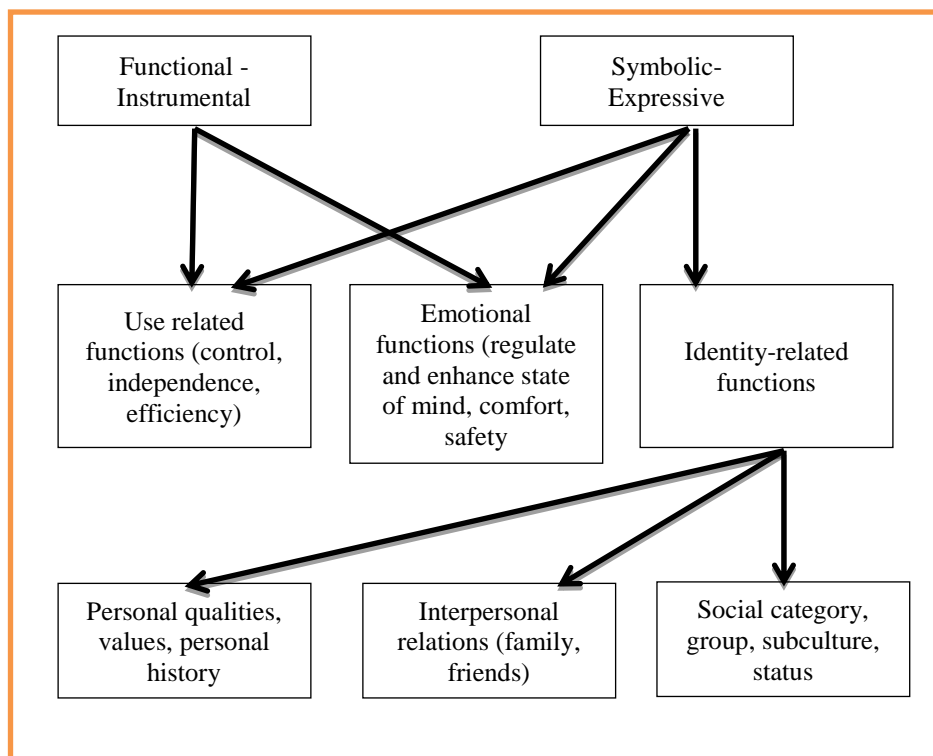 Functional -
Instrumental
Symbolic-
Expressive
Use related
functions (control,
independence,
efficiency)
Emotional
functions (regulate
and enhance state
of mind, comfort,
safety
Identity-related
functions
Personal qualities,
values, personal
history
Interpersonal
relations (family,
friends)
Social category,
group, subculture,
status